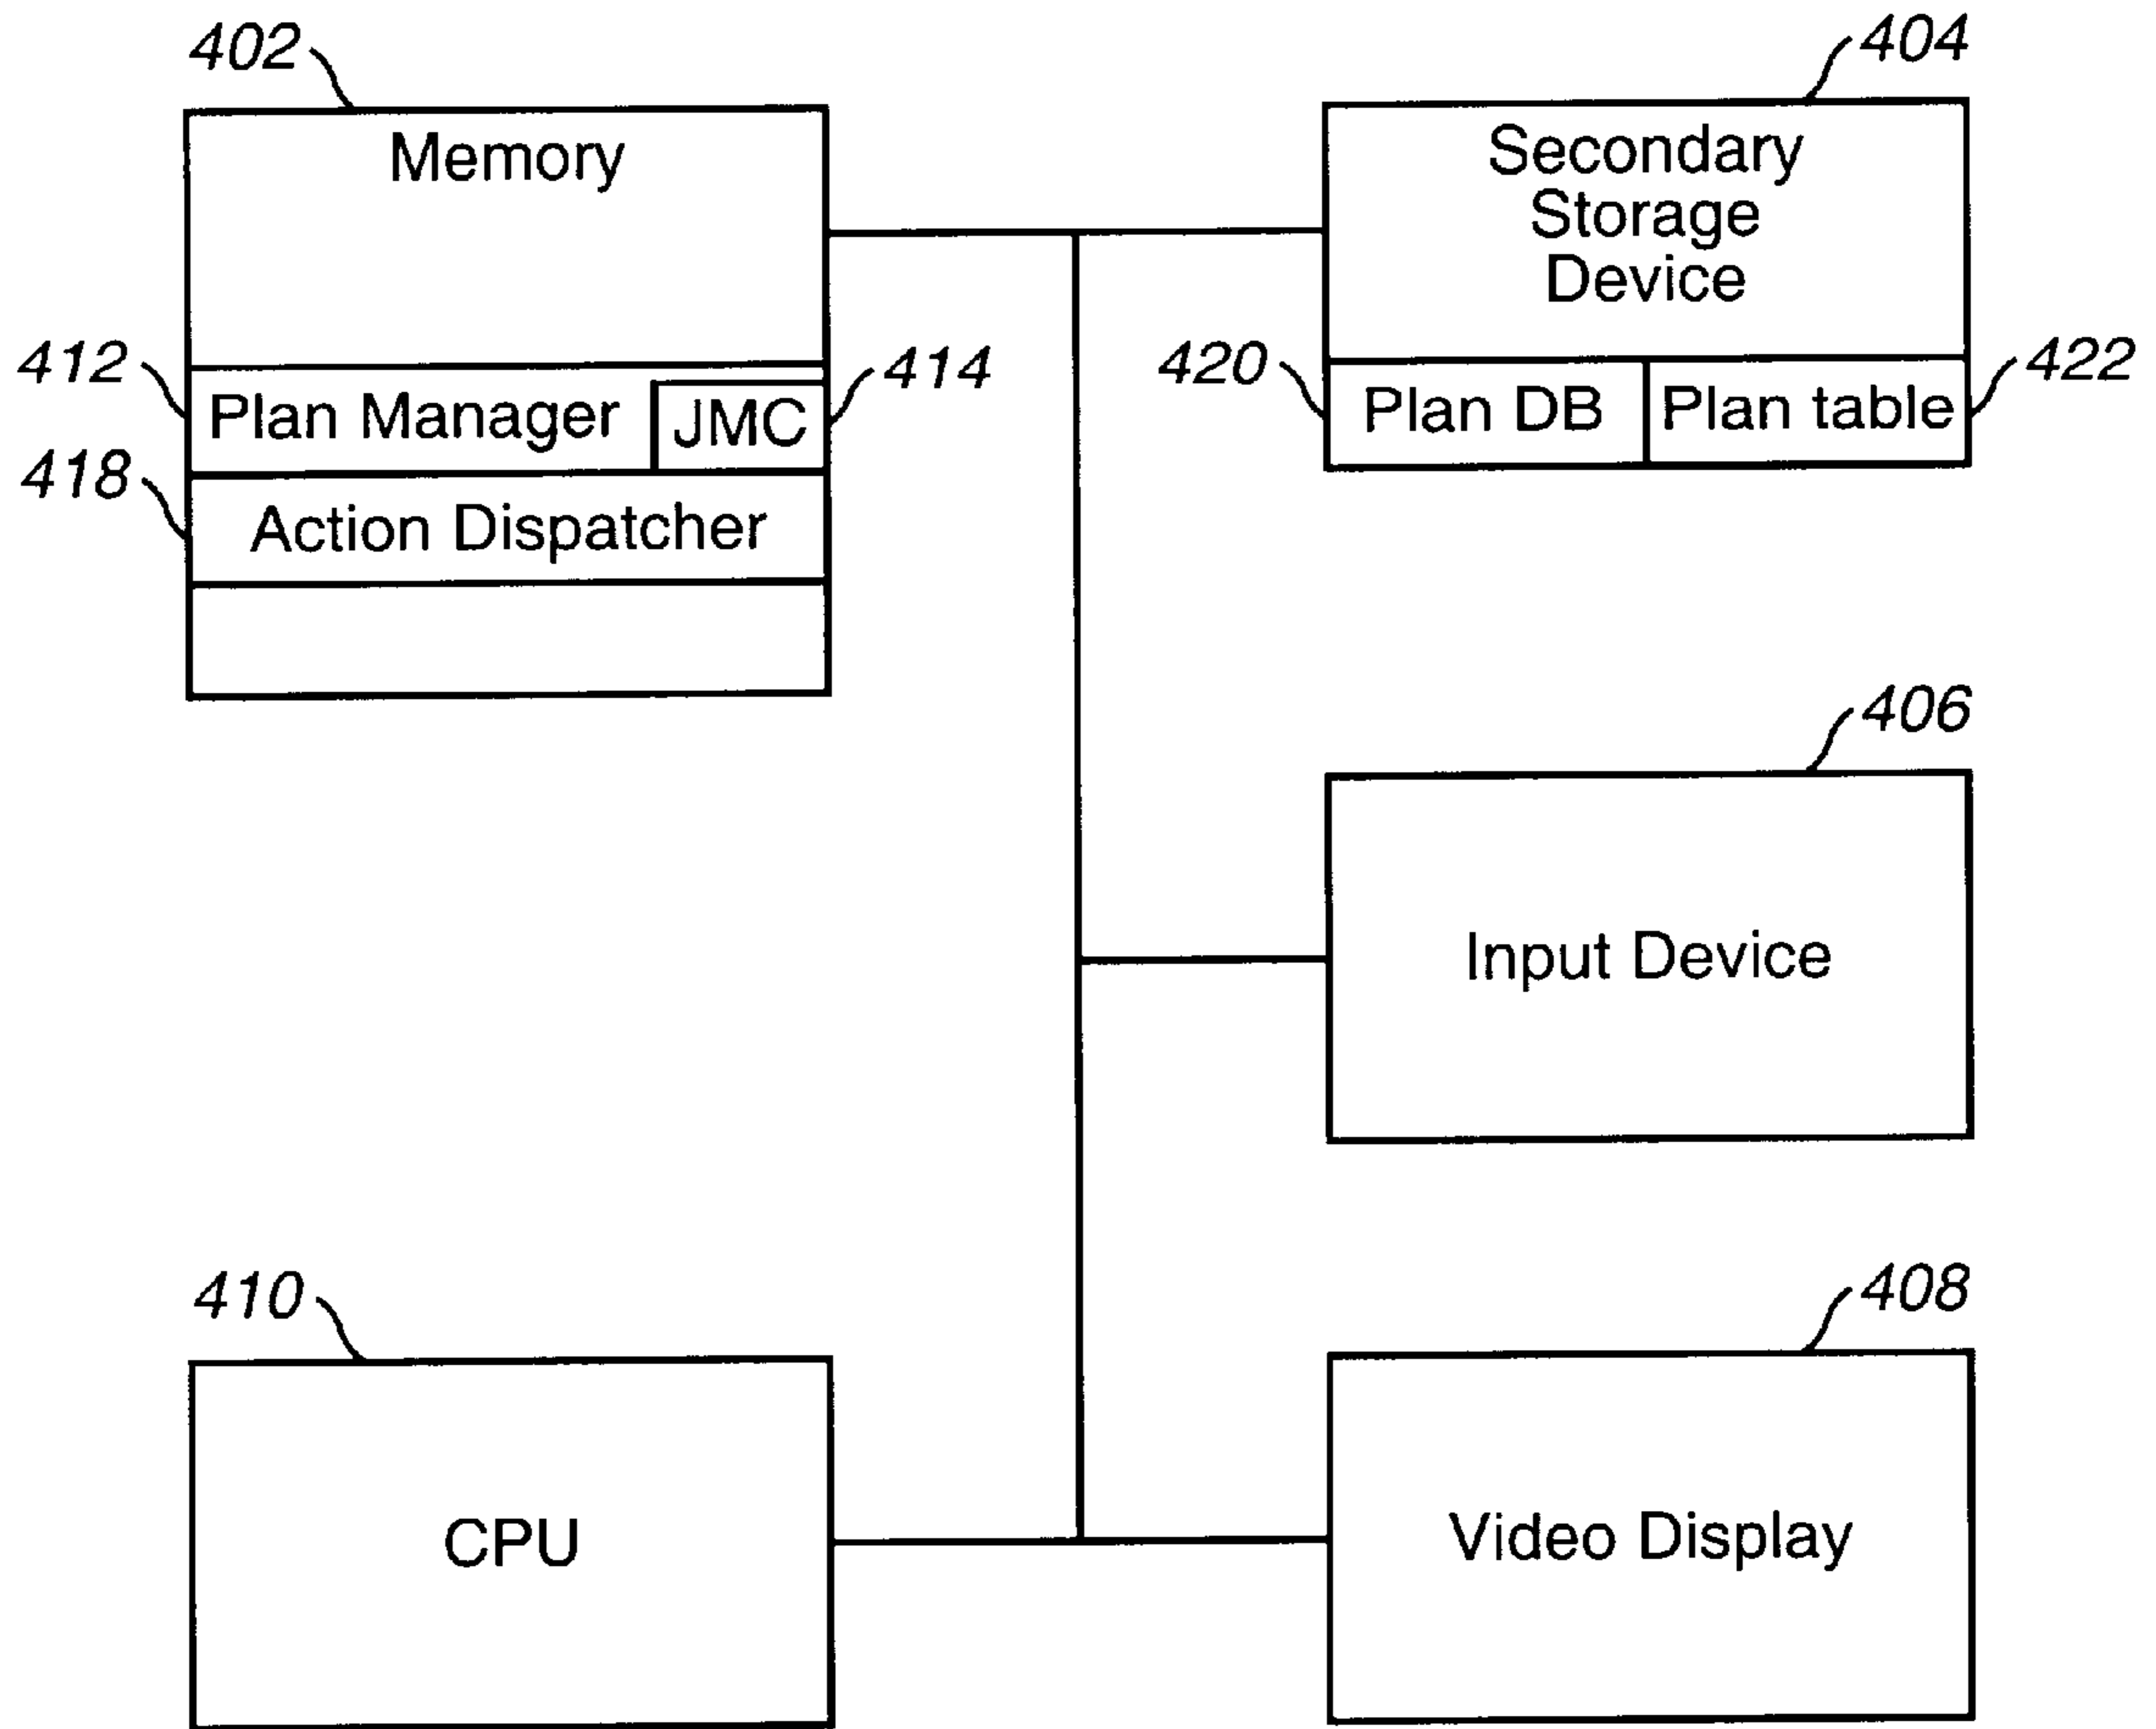 402
404
Memory
Secondary
Storage
Device
412
414
420
422
Plan Manager
JMC
Plan DB
Plan table
418
Action Dispatcher
406
Input Device
410
408
CPU
Video Display